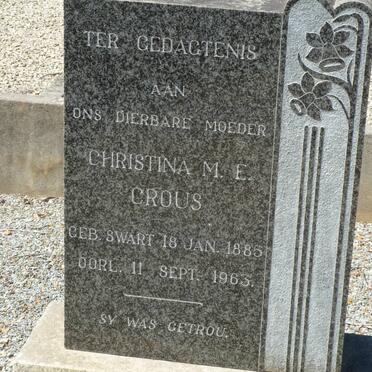 TER GEDAGTENIS
AAN
ONS DIERBARE MOEDER
CHRISTINA M. E.
CROUS
GEB. SWART 18 JAN. 1885
OORL. 11 SEPT. 1963.
SY WAS GETROU.